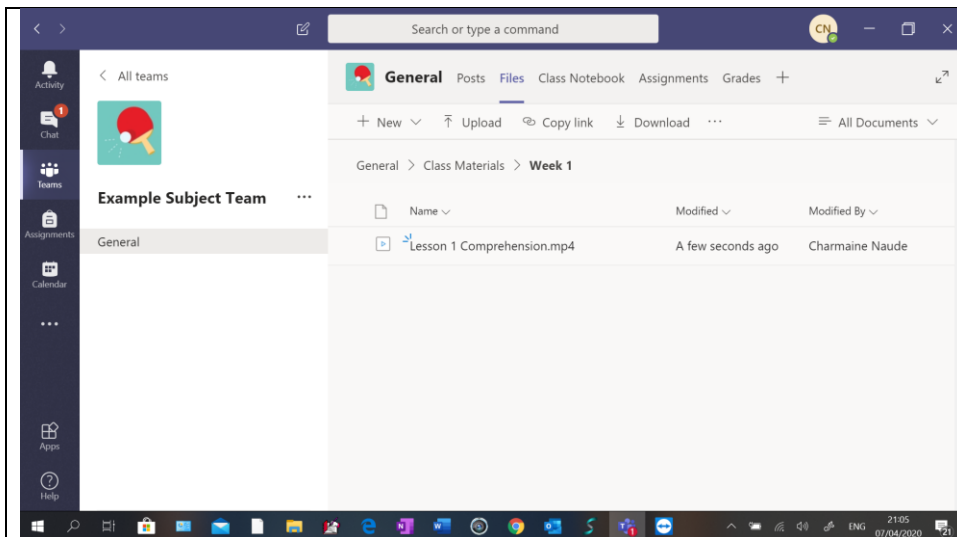 Search or type a command
CN
Activity
1
Chat
Teams
Assignments
Calendar
Apps
Help
All teams
Example Subject Team
General
General Posts Files Class Notebook Assignments Grades
New Upload Copy link Download All Documents
General > Class Materials > Week 1
Name Modified Modified By
Lesson 1 Comprehension.mp4 A few seconds ago Charmaine Naude
ENG 21:05
07/04/2020
21